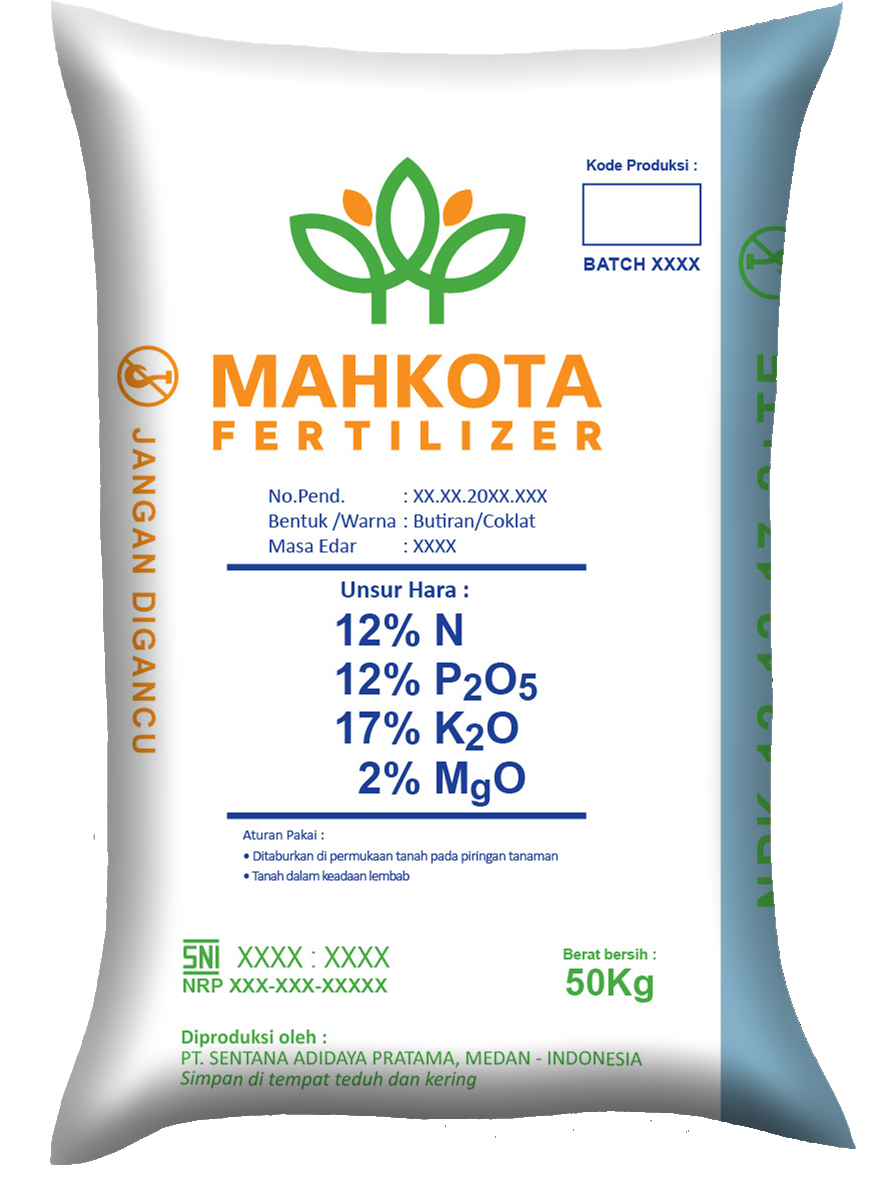 Kode Produksi :
BATCH XXXX
MAHKOTA
FERTILIZER
JANGAN DIGANCU
No.Pend. : XX.XX.20XX.XXX
Bentuk /Warna : Butiran/Coklat
Masa Edar : XXXX
Unsur Hara :
12% N
12% P₂O₅
17% K₂O
2% MgO
Aturan Pakai :
• Ditaburkan di permukaan tanah pada piringan tanaman
• Tanah dalam keadaan lembab
SNI XXXX : XXXX
NRP XXX-XXX-XXXXX
Berat bersih :
50Kg
Diproduksi oleh :
PT. SENTANA ADIDAYA PRATAMA, MEDAN - INDONESIA
Simpan di tempat teduh dan kering